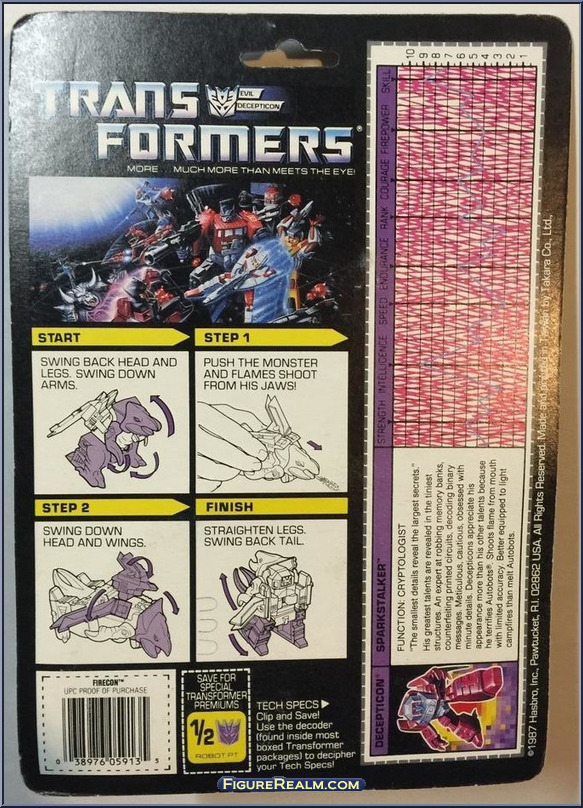 TRANSFORMERS®
EVIL
DECEPTICON
MORE...MUCH MORE THAN MEETS THE EYE!
START
SWING BACK HEAD AND
LEGS. SWING DOWN
ARMS.
STEP 1
PUSH THE MONSTER
AND FLAMES SHOOT
FROM HIS JAWS!
STEP 2
SWING DOWN
HEAD AND WINGS.
FINISH
STRAIGHTEN LEGS.
SWING BACK TAIL.
FIRECON™
UPC PROOF OF PURCHASE
0 38976 05913 5
SAVE FOR
SPECIAL
TRANSFORMER
PREMIUMS
1/2
ROBOT PT
TECH SPECS
Clip and Save!
Use the decoder
(found inside most
boxed Transformer
packages) to decipher
your Tech Specs!
DECEPTICON
SPARKSTALKER™
STRENGTH INTELLIGENCE SPEED ENDURANCE RANK COURAGE FIREPOWER SKILL
10
9
8
7
6
5
4
3
2
1
FUNCTION: CRYPTOLOGIST
"The smallest details reveal the largest secrets."
His greatest talents are revealed in the tiniest
structures. An expert at robbing memory banks,
counterfeiting printed circuits, decoding binary
messages. Meticulous, cautious, obsessed with
minute details. Decepticons appreciate his
appearance more than his other talents because
he terrifies Autobots®. Shoots flame from mouth
with limited accuracy. Better equipped to light
campfires than melt Autobots.
©1987 Hasbro, Inc., Pawtucket, R.I. 02862 USA. All Rights Reserved. Made and printed in Taiwan by Takara Co., Ltd.,
FIGUREREALM.COM